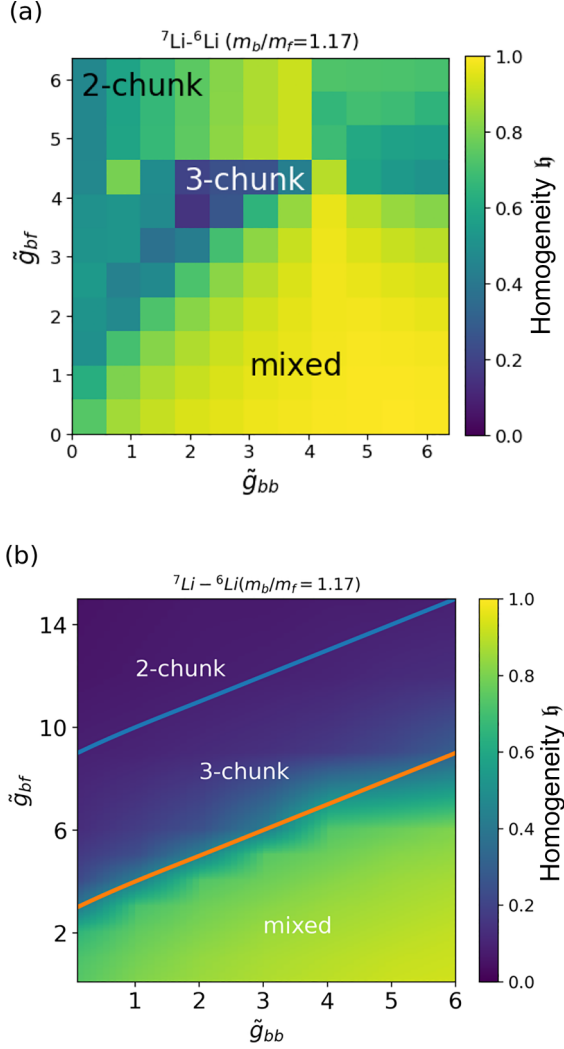 (a)
⁷Li-⁶Li (m_b/m_f=1.17)
2-chunk
3-chunk
mixed
g̃_bf
6
5
4
3
2
1
0
0 1 2 3 4 5 6
g̃_bb
1.0
0.8
0.6
0.4
0.2
0.0
Homogeneity 𝔥
(b)
⁷Li − ⁶Li(m_b/m_f = 1.17)
2-chunk
3-chunk
mixed
g̃_bf
14
10
6
2
1 2 3 4 5 6
g̃_bb
1.0
0.8
0.6
0.4
0.2
0.0
Homogeneity 𝔥